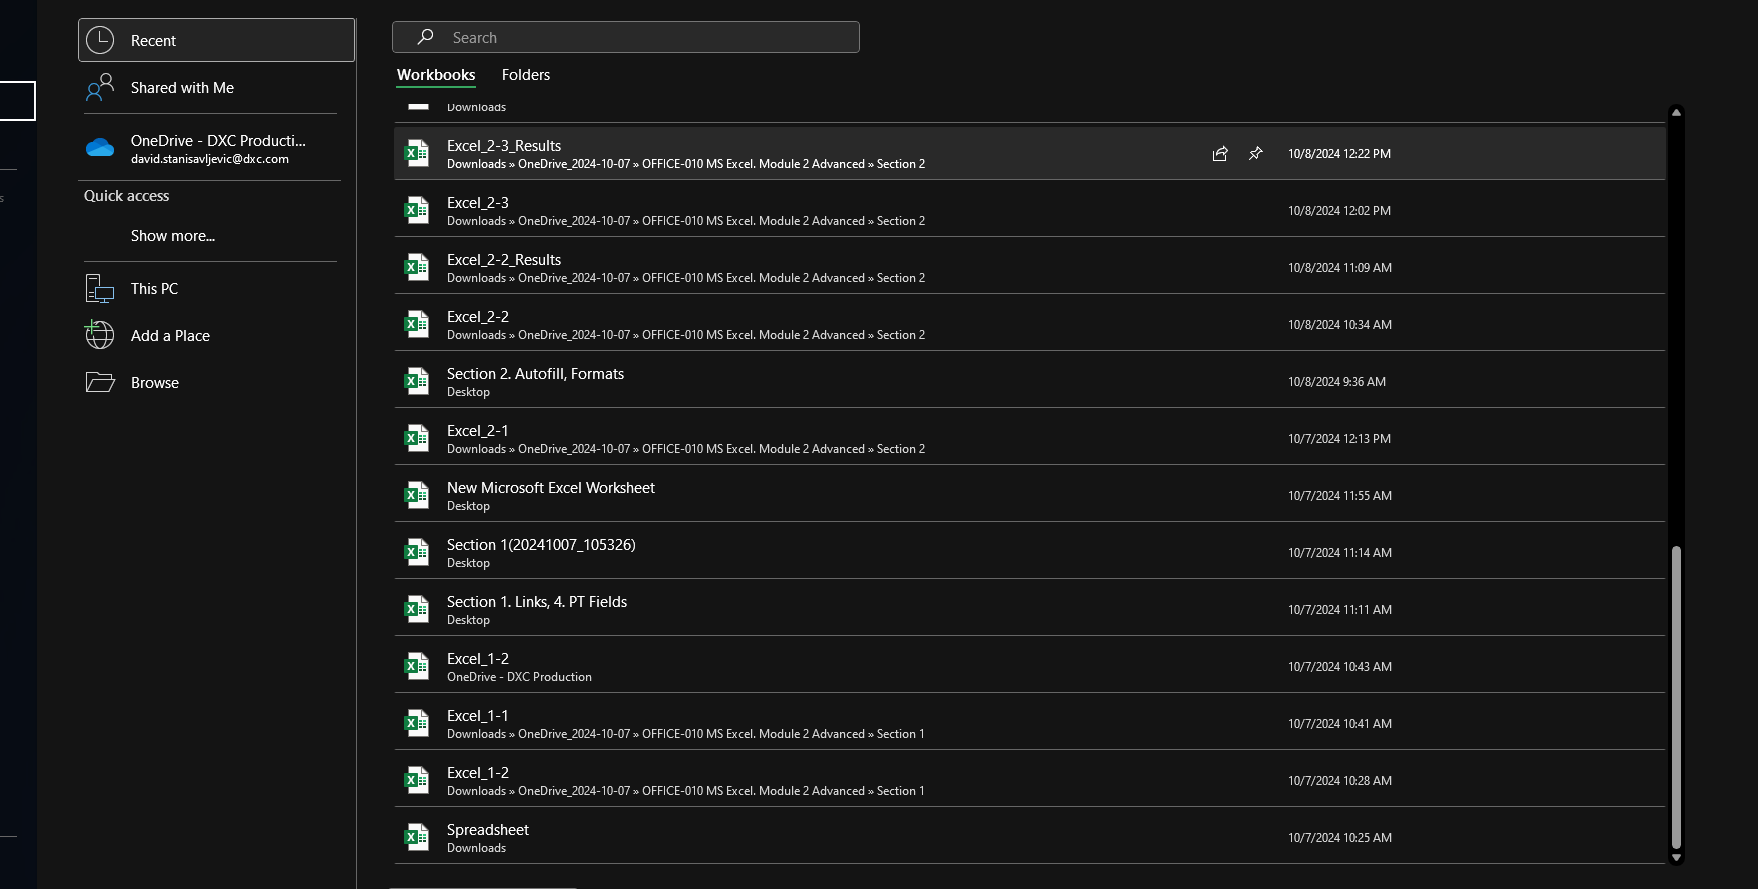 Recent
Shared with Me
OneDrive - DXC Producti...
david.stanisavljevic@dxc.com
Quick access
Show more...
This PC
Add a Place
Browse
Search
Workbooks Folders
Downloads
Excel_2-3_Results
Downloads » OneDrive_2024-10-07 » OFFICE-010 MS Excel. Module 2 Advanced » Section 2
10/8/2024 12:22 PM
Excel_2-3
Downloads » OneDrive_2024-10-07 » OFFICE-010 MS Excel. Module 2 Advanced » Section 2
10/8/2024 12:02 PM
Excel_2-2_Results
Downloads » OneDrive_2024-10-07 » OFFICE-010 MS Excel. Module 2 Advanced » Section 2
10/8/2024 11:09 AM
Excel_2-2
Downloads » OneDrive_2024-10-07 » OFFICE-010 MS Excel. Module 2 Advanced » Section 2
10/8/2024 10:34 AM
Section 2. Autofill, Formats
Desktop
10/8/2024 9:36 AM
Excel_2-1
Downloads » OneDrive_2024-10-07 » OFFICE-010 MS Excel. Module 2 Advanced » Section 2
10/7/2024 12:13 PM
New Microsoft Excel Worksheet
Desktop
10/7/2024 11:55 AM
Section 1(20241007_105326)
Desktop
10/7/2024 11:14 AM
Section 1. Links, 4. PT Fields
Desktop
10/7/2024 11:11 AM
Excel_1-2
OneDrive - DXC Production
10/7/2024 10:43 AM
Excel_1-1
Downloads » OneDrive_2024-10-07 » OFFICE-010 MS Excel. Module 2 Advanced » Section 1
10/7/2024 10:41 AM
Excel_1-2
Downloads » OneDrive_2024-10-07 » OFFICE-010 MS Excel. Module 2 Advanced » Section 1
10/7/2024 10:28 AM
Spreadsheet
Downloads
10/7/2024 10:25 AM